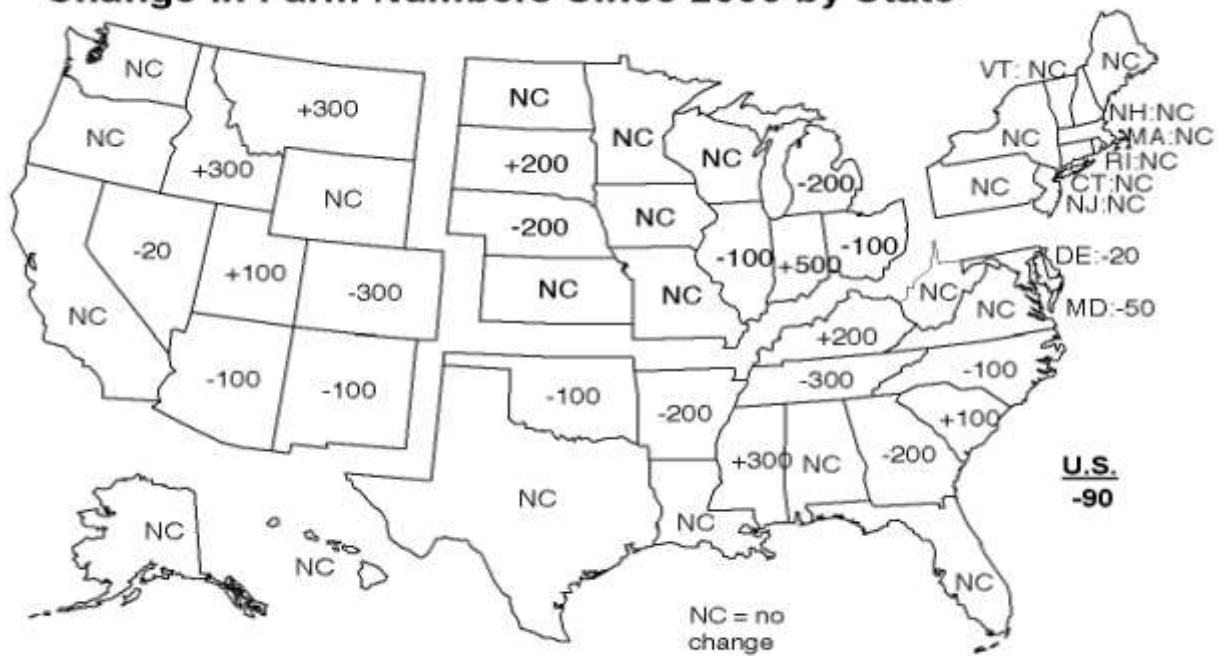 NC
+300
NC
+300
NC
NC
-20
+100
-300
-100
-100
NC
NC
+200
-200
NC
NC
NC
NC
NC
-200
-100
+500
-100
VT: NC
NC
NC
NH:NC
MA:NC
RI:NC
CT:NC
NJ:NC
NC
DE:-20
MD:-50
NC
NC
+200
-300
-100
+100
-100
-200
+300
NC
-200
NC
NC
NC
U.S.
-90
NC
NC
NC = no
change